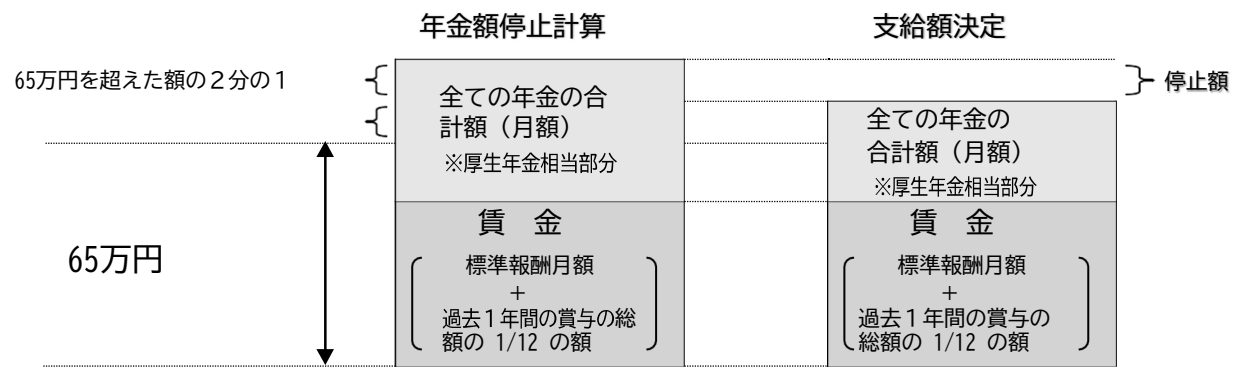 年金額停止計算
支給額決定
65万円を超えた額の２分の１
停止額
全ての年金の合
計額（月額）
※厚生年金相当部分
全ての年金の
合計額（月額）
※厚生年金相当部分
65万円
賃　金
標準報酬月額
＋
過去１年間の賞与の総
額の 1/12 の額
賃　金
標準報酬月額
＋
過去１年間の賞与の
総額の 1/12 の額